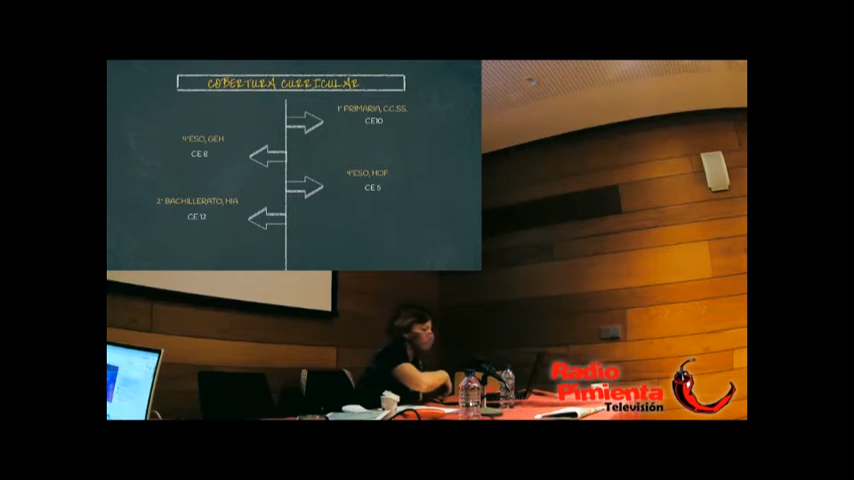 COBERTURA CURRICULAR
1º PRIMARIA, CC.SS.
CE10
4ºESO, GEH
CE 8
4ºESO, HOF
CE 5
2º BACHILLERATO, HIA
CE 12
Radio
Pimienta
Televisión